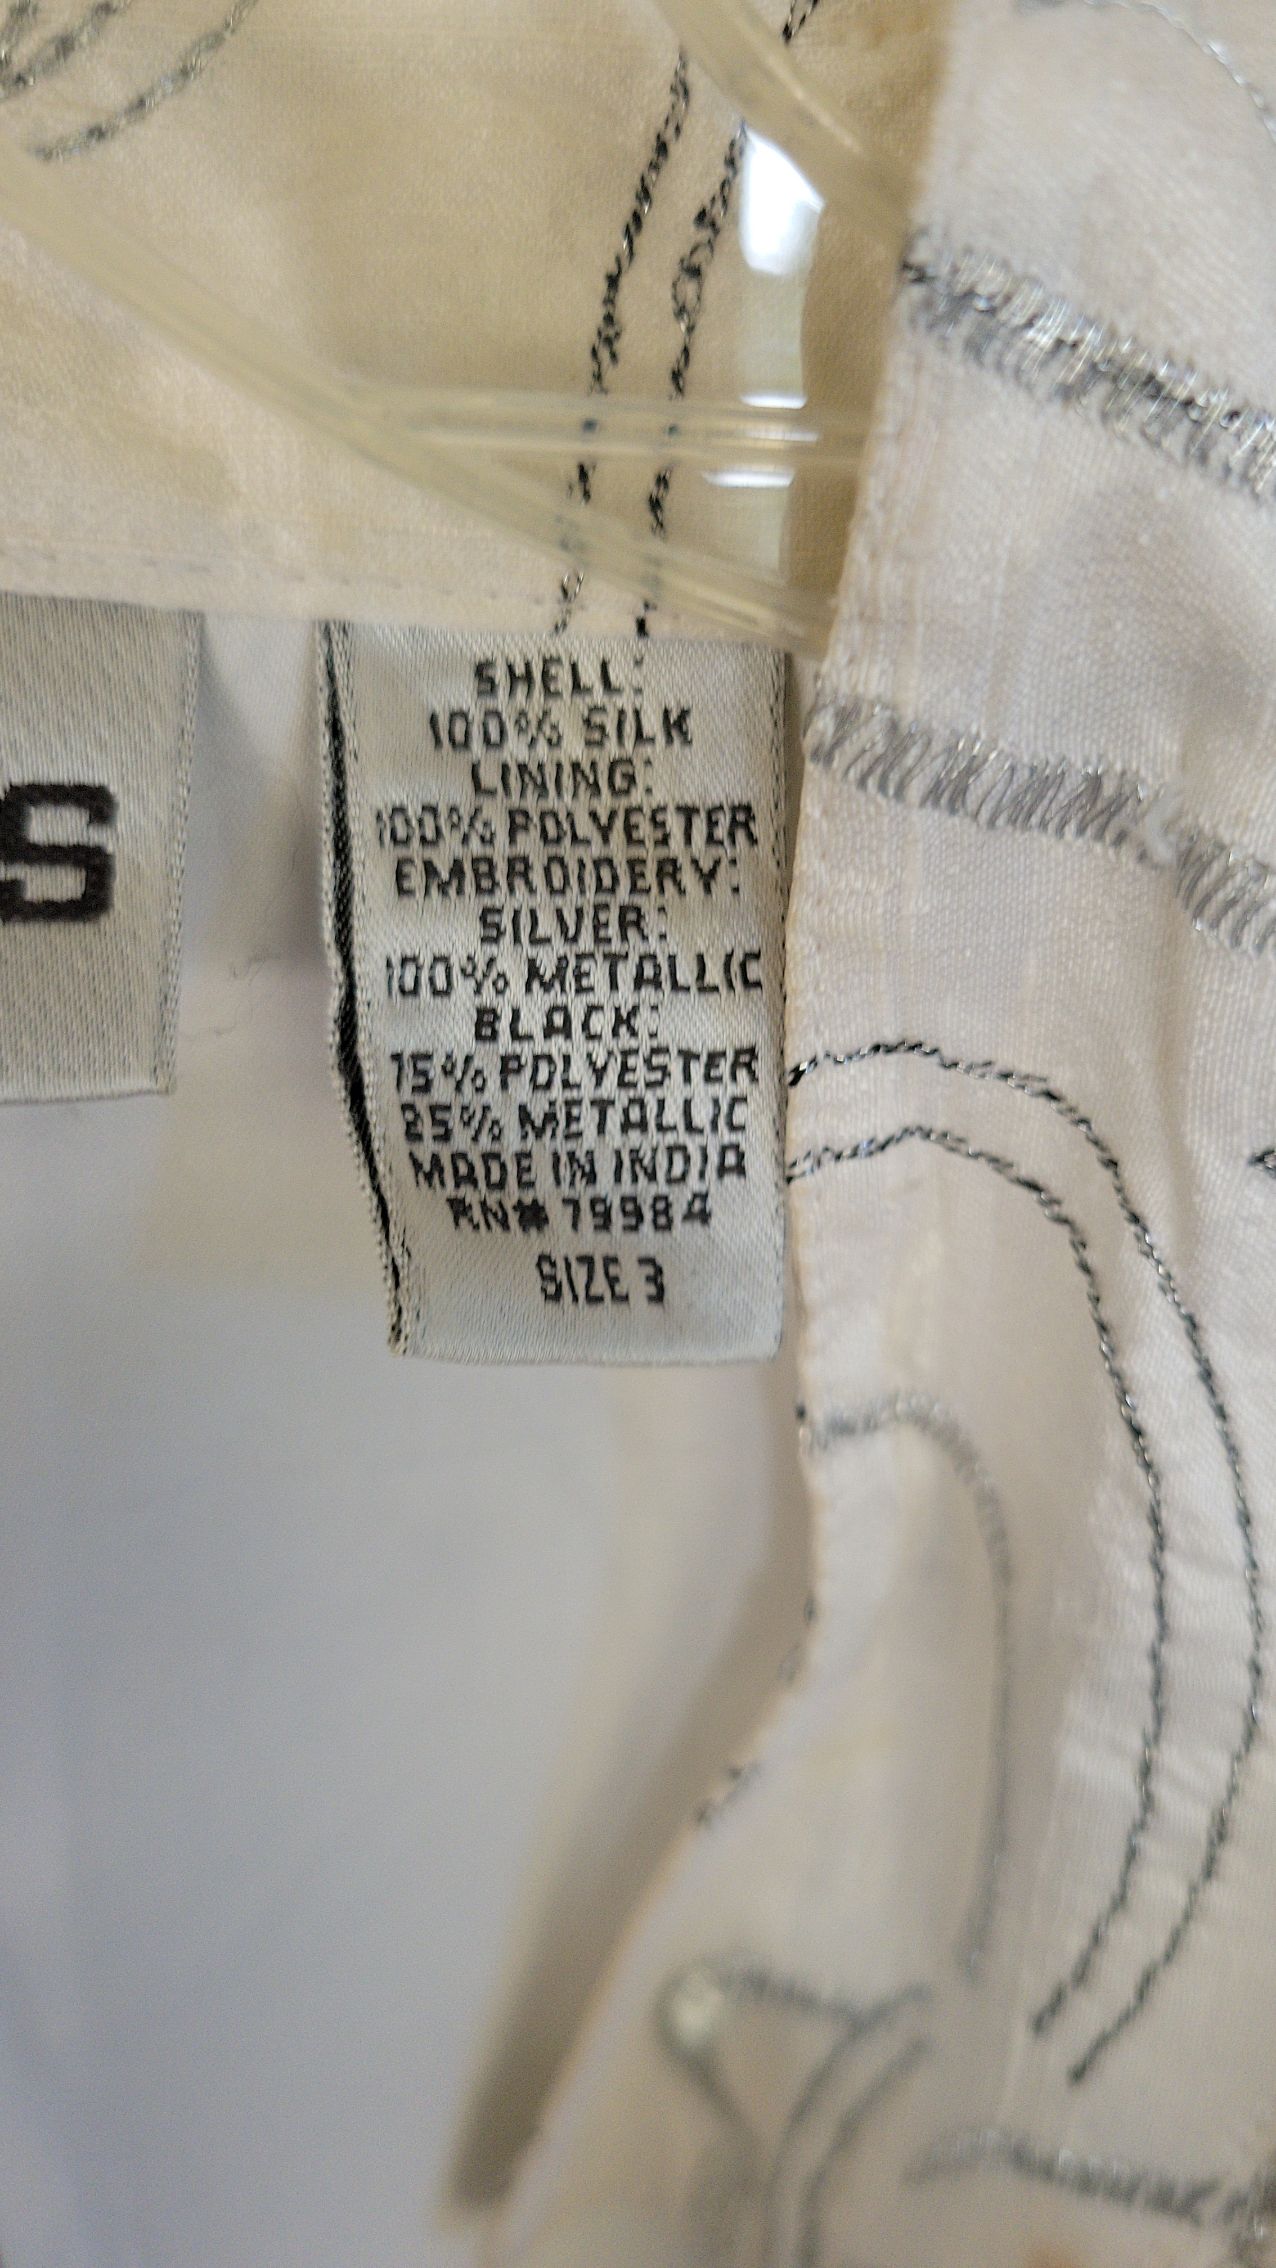 S
SHELL:
100% SILK
LINING:
100% POLYESTER
EMBROIDERY:
SILVER:
100% METALLIC
BLACK:
75% POLYESTER
25% METALLIC
MADE IN INDIA
RN# 79984
SIZE 3